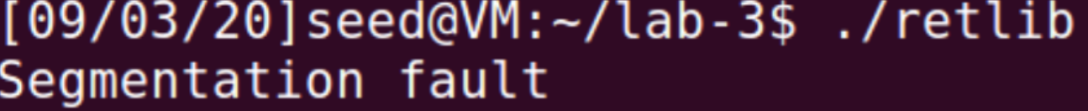 [09/03/20]seed@VM:~/lab-3$ ./retlib
Segmentation fault